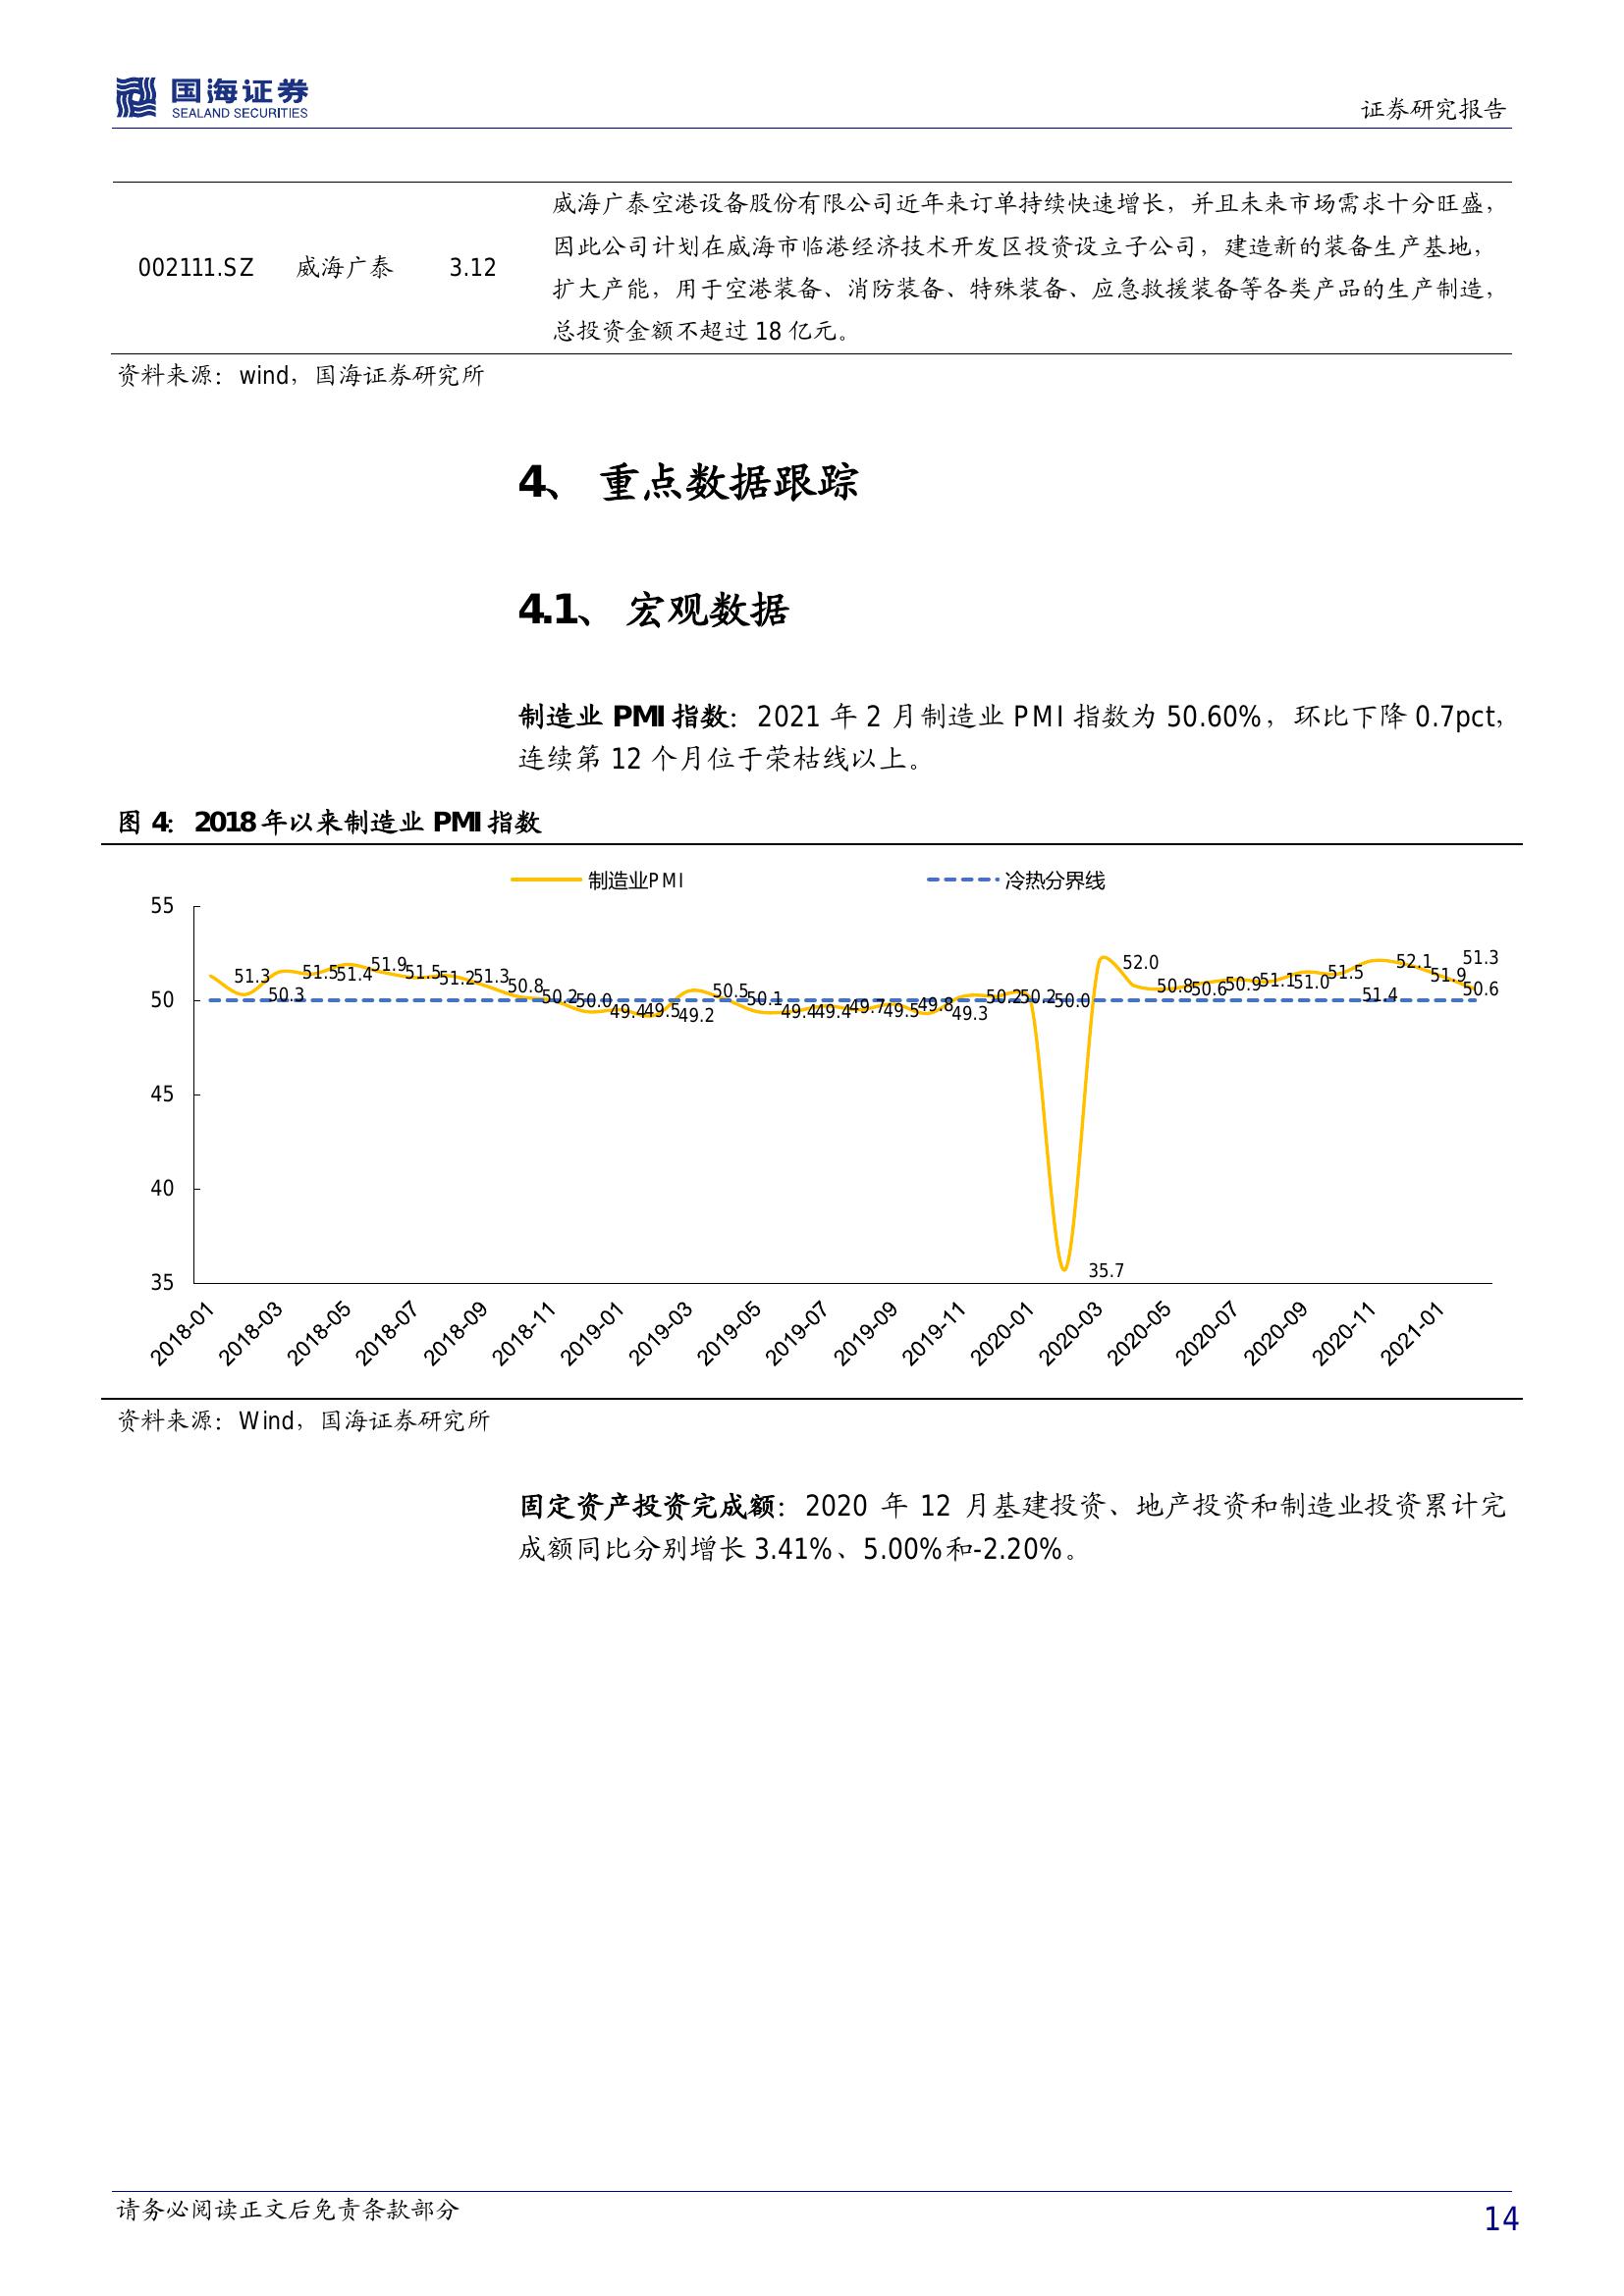 国海证券
SEALAND SECURITIES
证券研究报告
002111.SZ 威海广泰 3.12
威海广泰空港设备股份有限公司近年来订单持续快速增长，并且未来市场需求十分旺盛，
因此公司计划在威海市临港经济技术开发区投资设立子公司，建造新的装备生产基地，
扩大产能，用于空港装备、消防装备、特殊装备、应急救援装备等各类产品的生产制造，
总投资金额不超过 18 亿元。
资料来源：wind，国海证券研究所
4、 重点数据跟踪
4.1、 宏观数据
制造业 PMI 指数：2021 年 2 月制造业 PMI 指数为 50.60%，环比下降 0.7pct，
连续第 12 个月位于荣枯线以上。
图 4：2018 年以来制造业 PMI 指数
制造业PMI 冷热分界线
55
50
45
40
35
51.3 50.3 51.5 51.4 51.9 51.5 51.2 51.3 50.8 50.2 50.0 49.4 49.5 49.2 50.5 50.1 49.4 49.4 49.7 49.5 49.8 49.3 50.2 50.2 50.0 35.7 52.0 50.8 50.6 50.9 51.1 51.0 51.5 51.4 52.1 51.9 51.3 50.6
2018-01 2018-03 2018-05 2018-07 2018-09 2018-11 2019-01 2019-03 2019-05 2019-07 2019-09 2019-11 2020-01 2020-03 2020-05 2020-07 2020-09 2020-11 2021-01
资料来源：Wind，国海证券研究所
固定资产投资完成额：2020 年 12 月基建投资、地产投资和制造业投资累计完
成额同比分别增长 3.41%、5.00%和-2.20%。
请务必阅读正文后免责条款部分
14